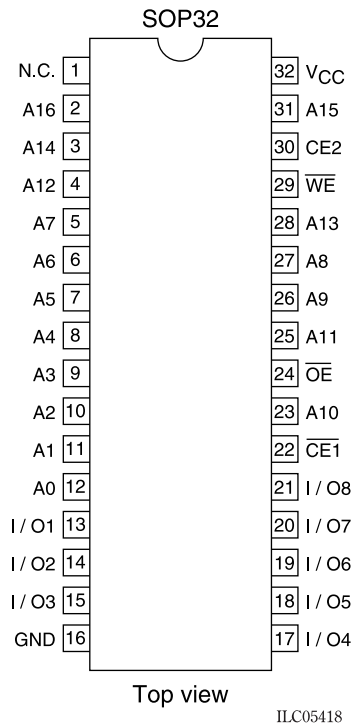 SOP32
N.C. 1 32 VCC
A16 2 31 A15
A14 3 30 CE2
A12 4 29 W̅E̅
A7 5 28 A13
A6 6 27 A8
A5 7 26 A9
A4 8 25 A11
A3 9 24 O̅E̅
A2 10 23 A10
A1 11 22 C̅E̅1̅
A0 12 21 I / O8
I / O1 13 20 I / O7
I / O2 14 19 I / O6
I / O3 15 18 I / O5
GND 16 17 I / O4
Top view
ILC05418